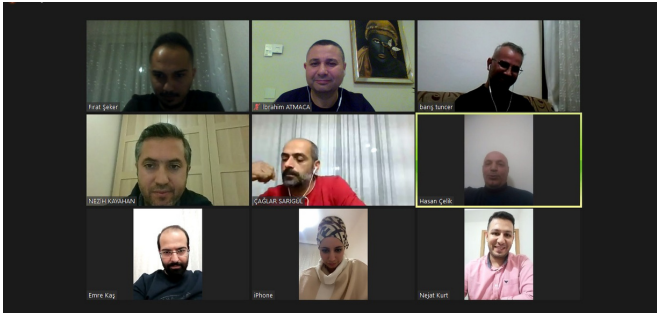 Fırat Şeker
İbrahim ATMACA
barış tuncer
NEZİH KAYAHAN
ÇAĞLAR SARIGÜL
Hasan Çelik
Emre Kaş
iPhone
Nejat Kurt